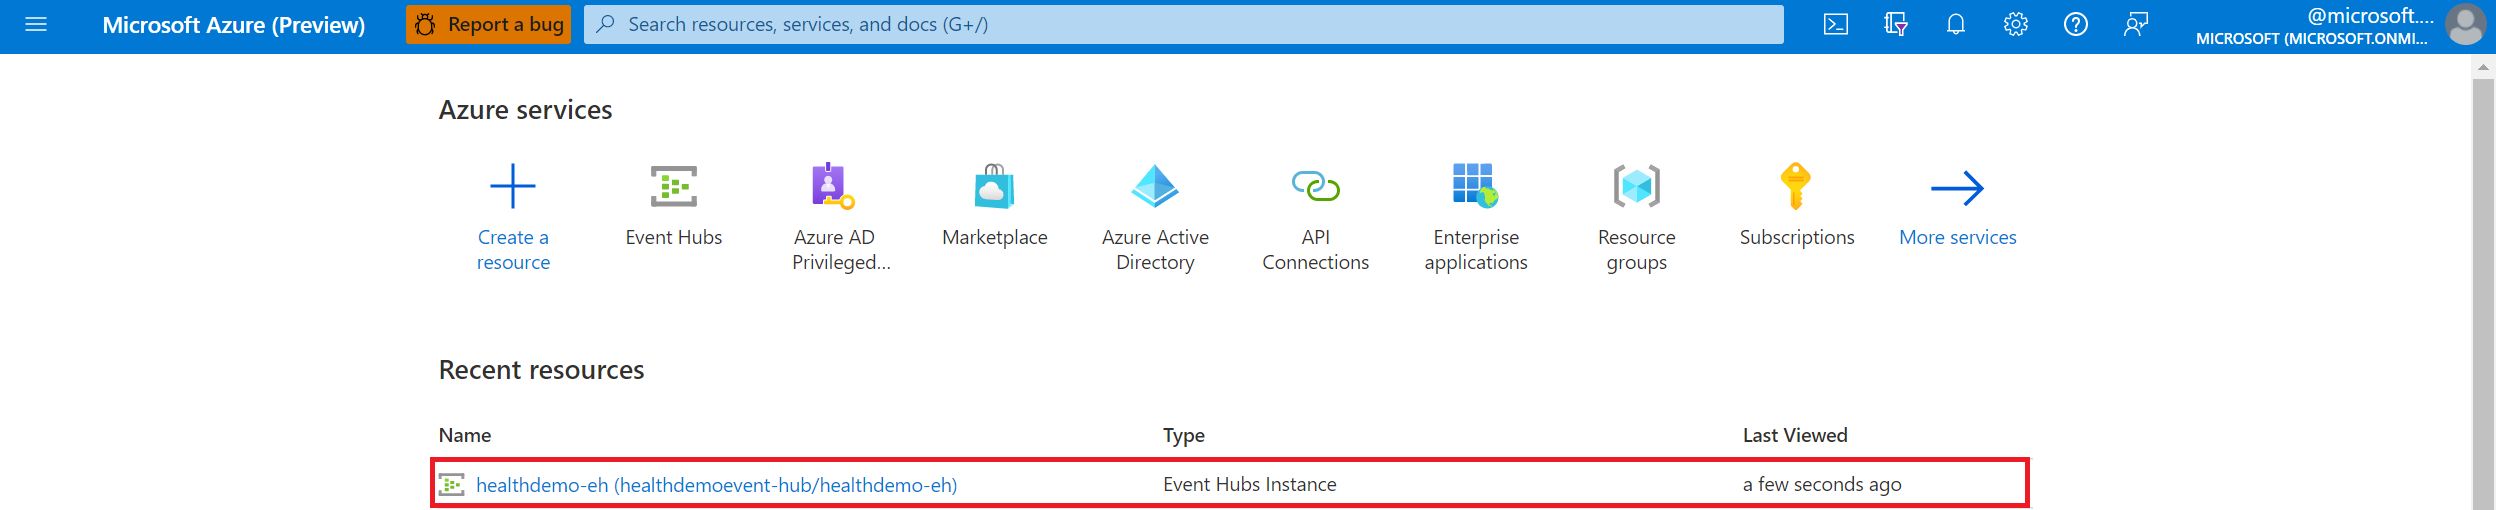 Microsoft Azure (Preview)
Report a bug
Search resources, services, and docs (G+/)
@microsoft....
MICROSOFT (MICROSOFT.ONMI...
Azure services
Create a
resource
Event Hubs
Azure AD
Privileged...
Marketplace
Azure Active
Directory
API
Connections
Enterprise
applications
Resource
groups
Subscriptions
More services
Recent resources
Name Type Last Viewed
healthdemo-eh (healthdemoevent-hub/healthdemo-eh) Event Hubs Instance a few seconds ago